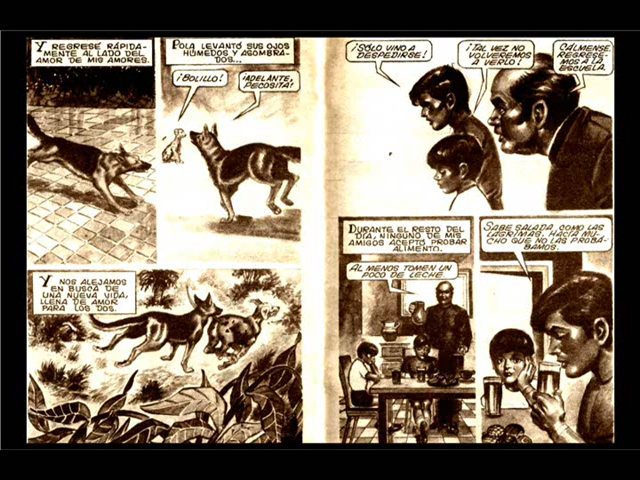 Y REGRESÉ RÁPIDA-
MENTE AL LADO DEL
AMOR DE MIS AMORES.
POLA LEVANTÓ SUS OJOS
HÚMEDOS Y ASOMBRA-
DOS...
¡BOLILLO!
¡ADELANTE,
PECOSITA!
Y NOS ALEJAMOS
EN BUSCA DE
UNA NUEVA VIDA,
LLENA DE AMOR
PARA LOS DOS.
¡SÓLO VINO A
DESPEDIRSE!
¡TAL VEZ NO
VOLVEREMOS
A VERLO!
CÁLMENSE,
REGRESE-
MOS A LA
ESCUELA.
DURANTE EL RESTO DEL
DÍA, NINGUNO DE MIS
AMIGOS ACEPTÓ PROBAR
ALIMENTO.
AL MENOS TOMEN UN
POCO DE LECHE.
SABE SALADA, COMO LAS
LÁGRIMAS. HACÍA MU-
CHO QUE NO LAS PROBA-
BAMOS.